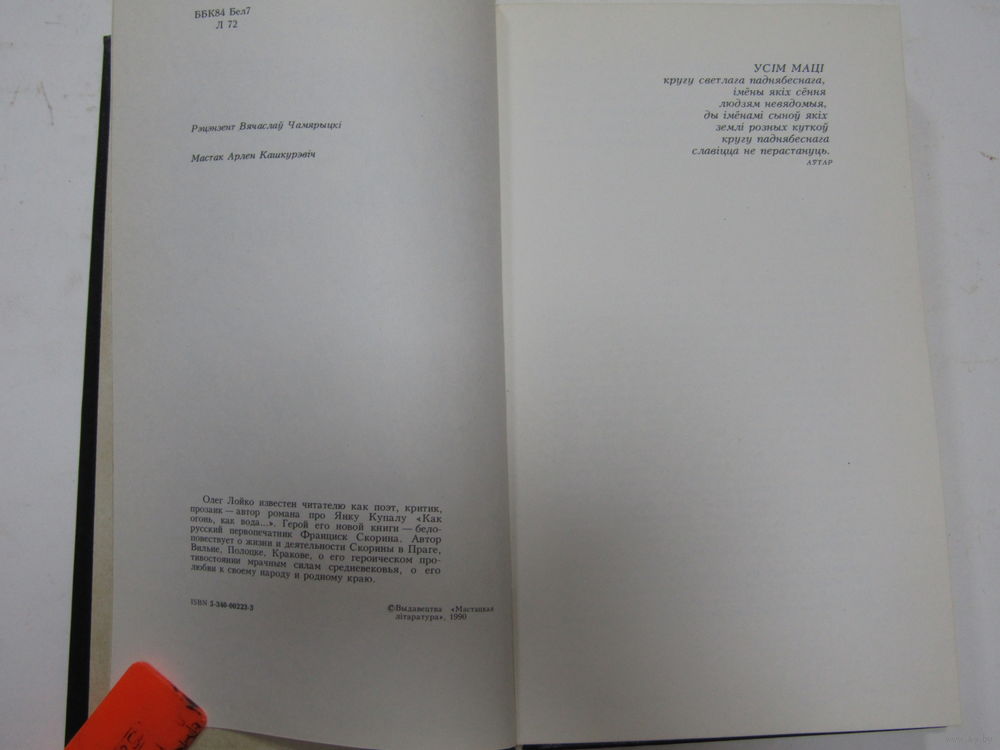 ББК84 Бел7
Л 72
Рэцэнзент Вячаслаў Чамярыцкі
Мастак Арлен Кашкурэвіч
Олег Лойко известен читателю как поэт, критик,
прозаик — автор романа про Янку Купалу «Как
огонь, как вода...». Герой его новой книги — бело-
русский первопечатник Франциск Скорина. Автор
повествует о жизни и деятельности Скорины в Праге,
Вильне, Полоцке, Кракове, о его героическом про-
тивостоянии мрачным силам средневековья, о его
любви к своему народу и родному краю.
ISBN 5-340-00223-3
©Выдавецтва «Мастацкая
літаратура», 1990
УСІМ МАЦІ
кругу светлага паднябеснага,
імёны якіх сёння
людзям невядомыя,
ды імёнамі сыноў якіх
землі розных куткоў
кругу паднябеснага
славіцца не перастануць.
АЎТАР